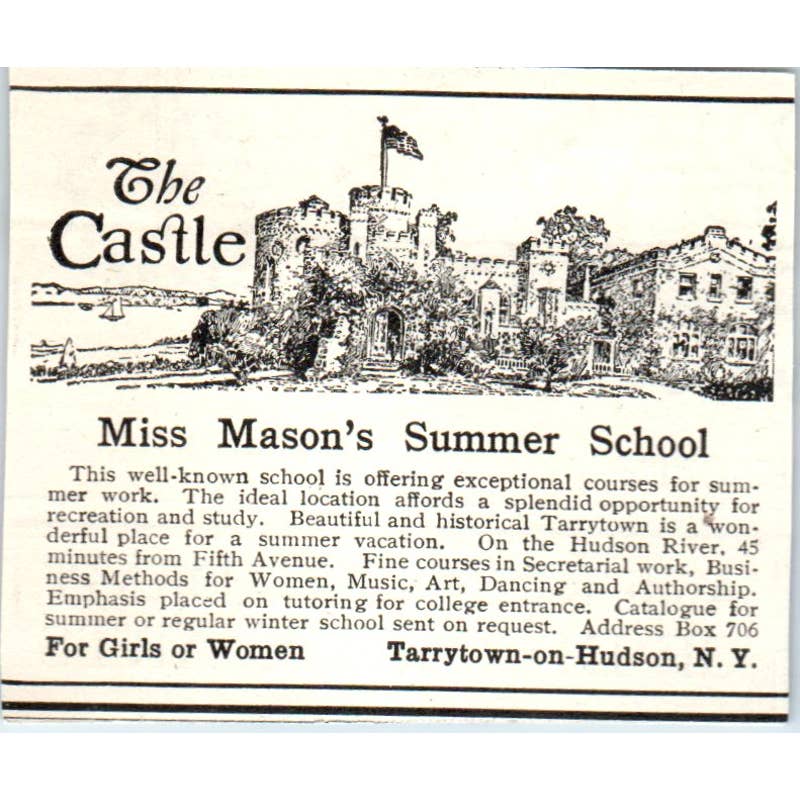 The
Castle
Miss Mason's Summer School
This well-known school is offering exceptional courses for sum-
mer work. The ideal location affords a splendid opportunity for
recreation and study. Beautiful and historical Tarrytown is a won-
derful place for a summer vacation. On the Hudson River, 45
minutes from Fifth Avenue. Fine courses in Secretarial work, Busi-
ness Methods for Women, Music, Art, Dancing and Authorship.
Emphasis placed on tutoring for college entrance. Catalogue for
summer or regular winter school sent on request. Address Box 706
For Girls or Women Tarrytown-on-Hudson, N. Y.